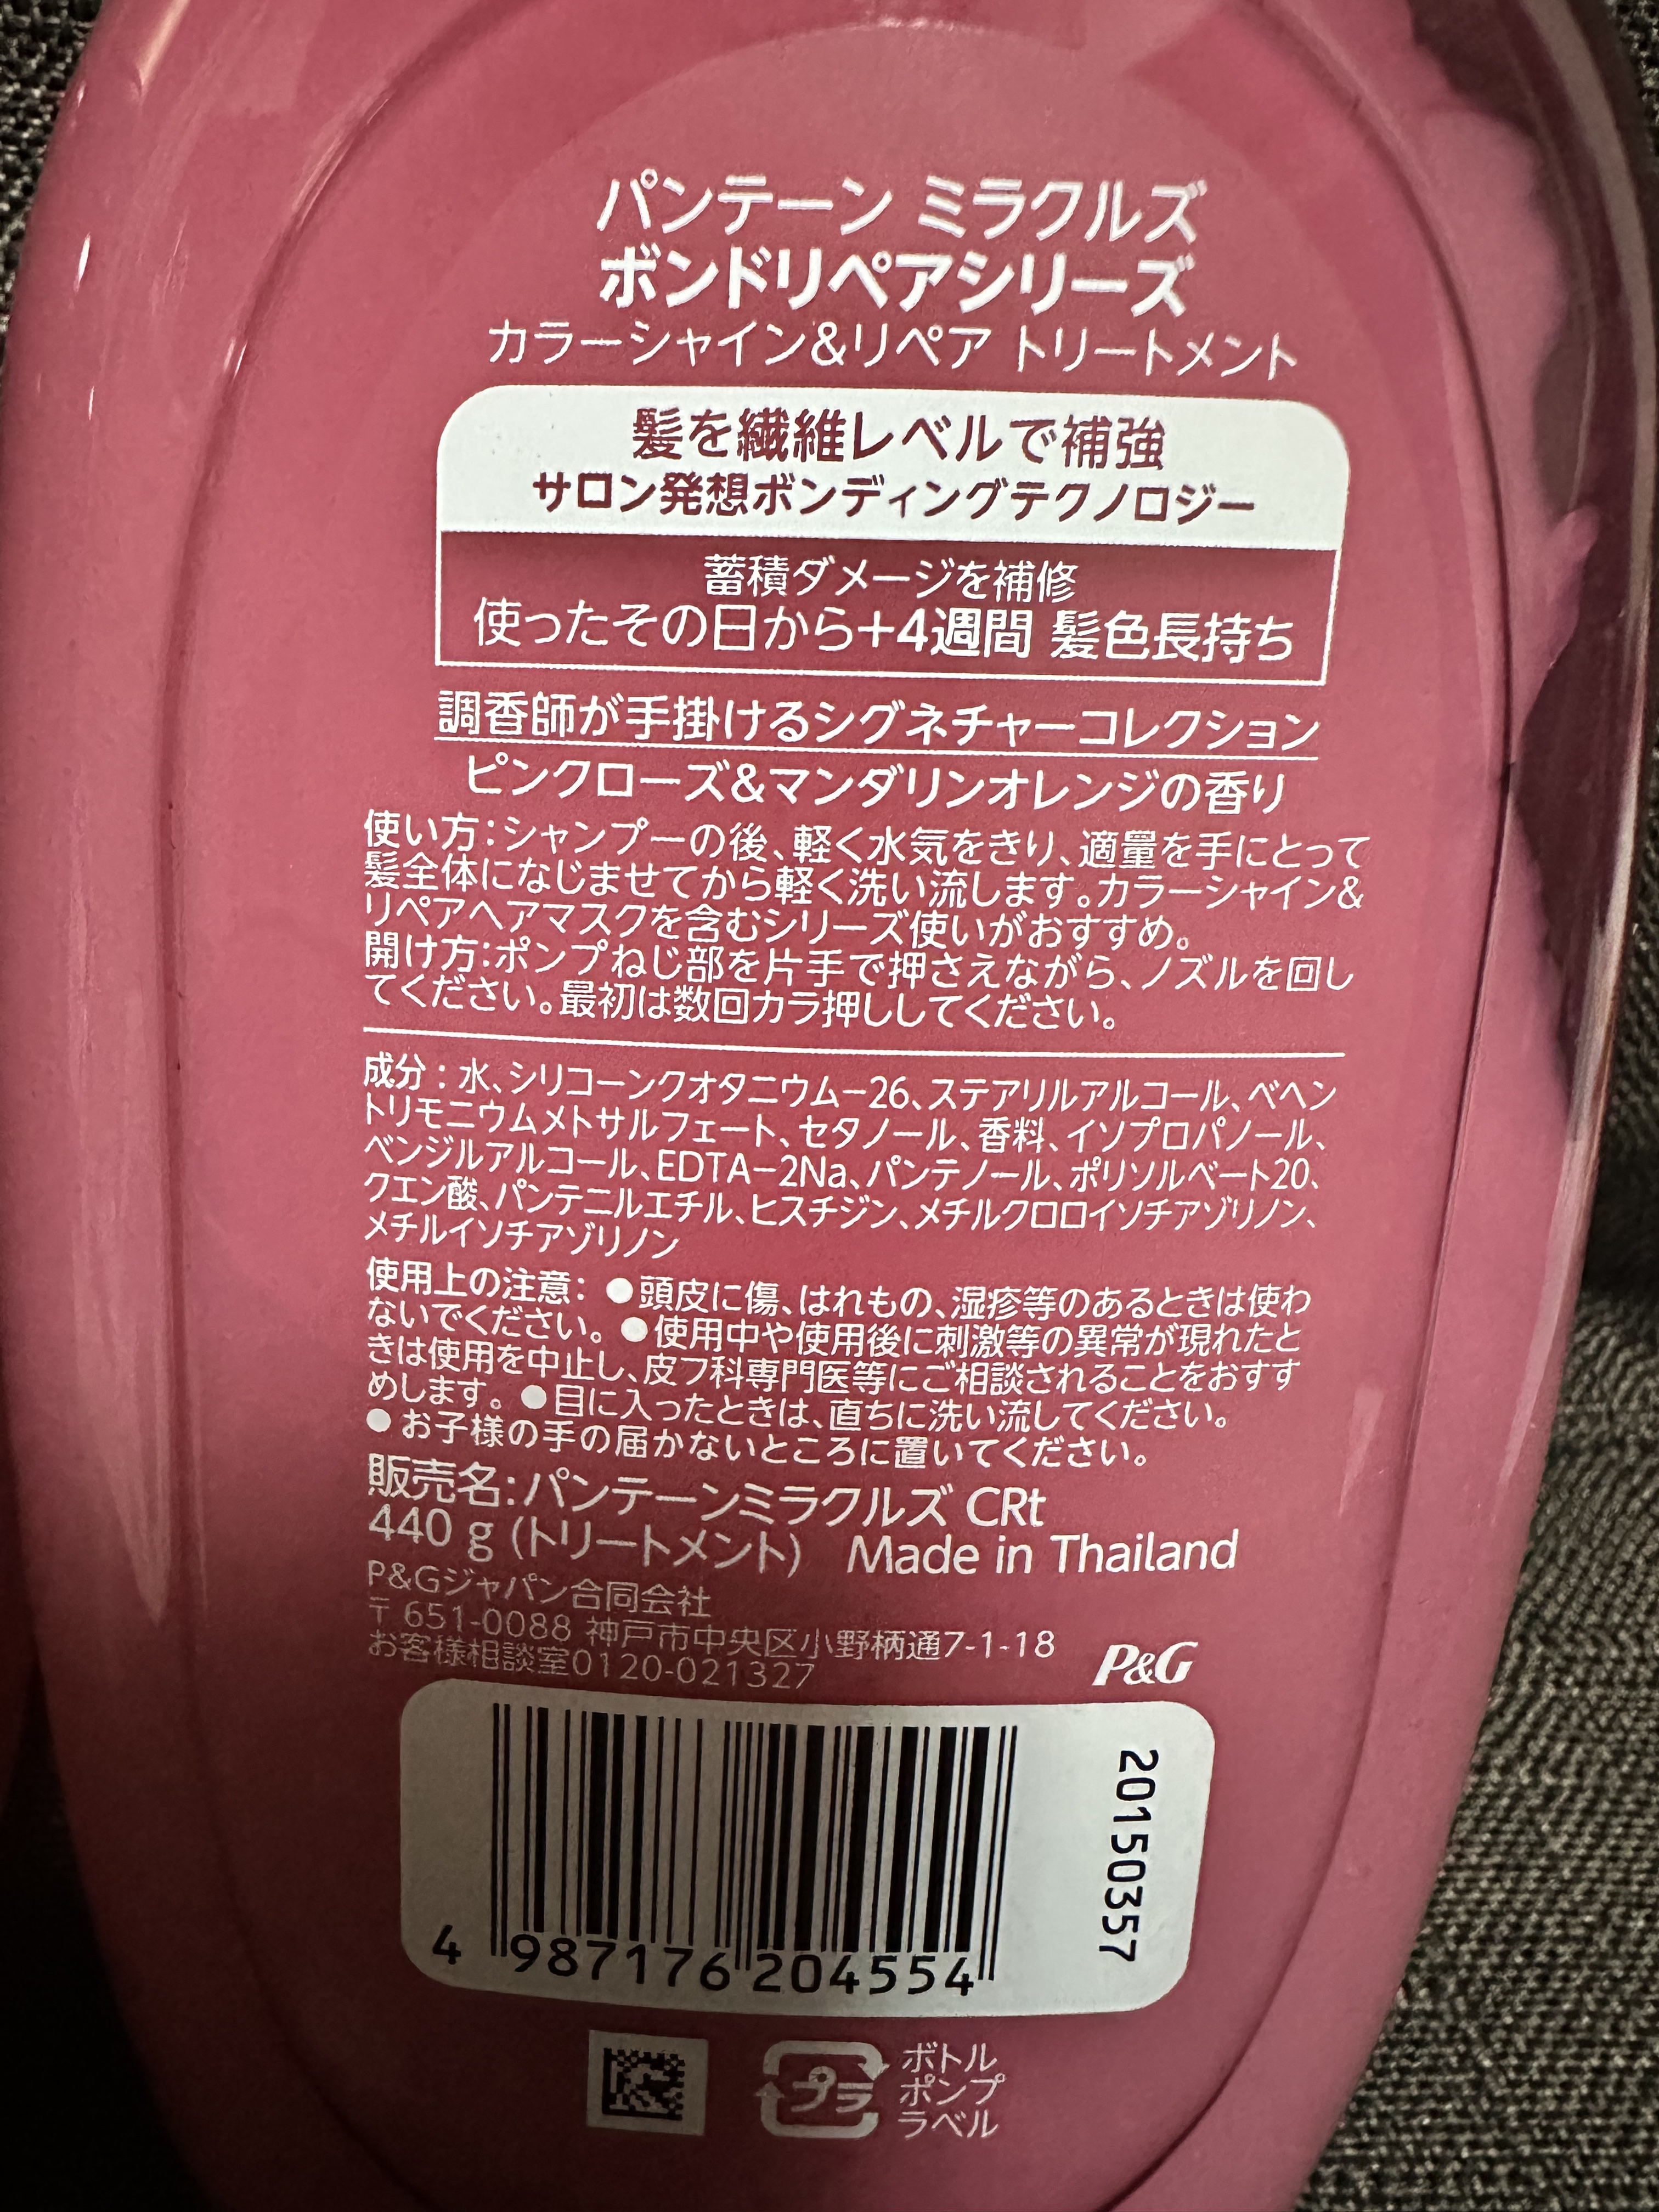 パンテーン ミラクルズ
ボンドリペアシリーズ
カラーシャイン&リペア トリートメント
髪を繊維レベルで補強
サロン発想ボンディングテクノロジー
蓄積ダメージを補修
使ったその日から+4週間 髪色長持ち
調香師が手掛けるシグネチャーコレクション
ピンクローズ&マンダリンオレンジの香り
使い方:シャンプーの後、軽く水気をきり、適量を手にとって
髪全体になじませてから軽く洗い流します。カラーシャイン&
リペアヘアマスクを含むシリーズ使いがおすすめ。
開け方:ポンプねじ部を片手で押さえながら、ノズルを回し
てください。最初は数回カラ押ししてください。
成分:水、シリコーンクオタニウム-26、ステアリルアルコール、ベヘン
トリモニウムメトサルフェート、セタノール、香料、イソプロパノール、
ベンジルアルコール、EDTA-2Na、パンテノール、ポリソルベート20、
クエン酸、パンテニルエチル、ヒスチジン、メチルクロロイソチアゾリノン、
メチルイソチアゾリノン
使用上の注意: ●頭皮に傷、はれもの、湿疹等のあるときは使わ
ないでください。 ●使用中や使用後に刺激等の異常が現れたと
きは使用を中止し、皮フ科専門医等にご相談されることをおすす
めします。 ●目に入ったときは、直ちに洗い流してください。
●お子様の手の届かないところに置いてください。
販売名:パンテーンミラクルズ CRt
440 g (トリートメント) Made in Thailand
P&Gジャパン合同会社
〒651-0088 神戸市中央区小野柄通7-1-18
お客様相談室0120-021327
P&G
20150357
4 987176 204554
プラ
ボトル
ポンプ
ラベル